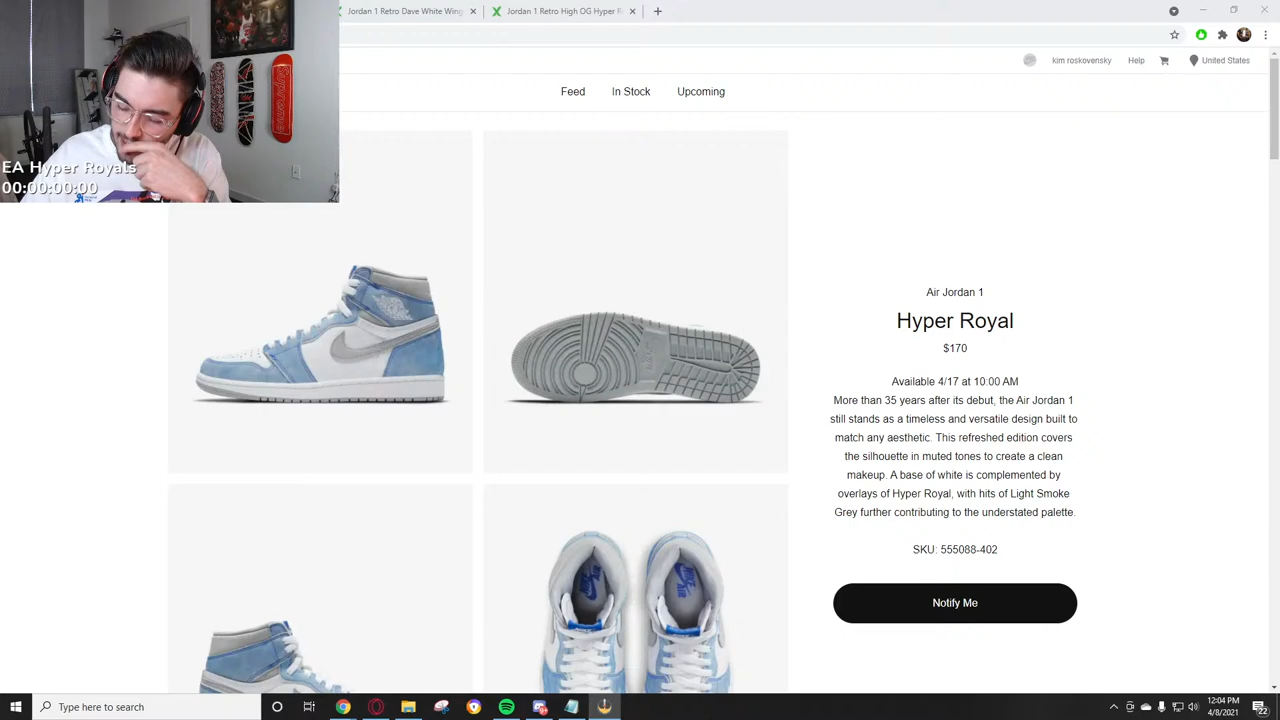 Jordan 1 Retro Dave White Wing
Jordan 1 Retro High OG Hyper R
kim roskovensky
Help
United States
Feed
In Stock
Upcoming
EA Hyper Royals
00:00:00:00
Air Jordan 1
Hyper Royal
$170
Available 4/17 at 10:00 AM
More than 35 years after its debut, the Air Jordan 1
still stands as a timeless and versatile design built to
match any aesthetic. This refreshed edition covers
the silhouette in muted tones to create a clean
makeup. A base of white is complemented by
overlays of Hyper Royal, with hits of Light Smoke
Grey further contributing to the understated palette.
SKU: 555088-402
Notify Me
Type here to search
12:04 PM
4/8/2021
22